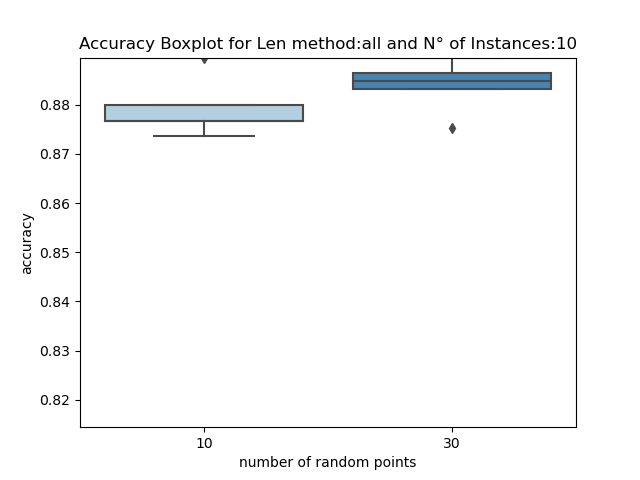 Accuracy Boxplot for Len method:all and N° of Instances:10
0.88
0.87
0.86
0.85
0.84
0.83
0.82
accuracy
10 30
number of random points